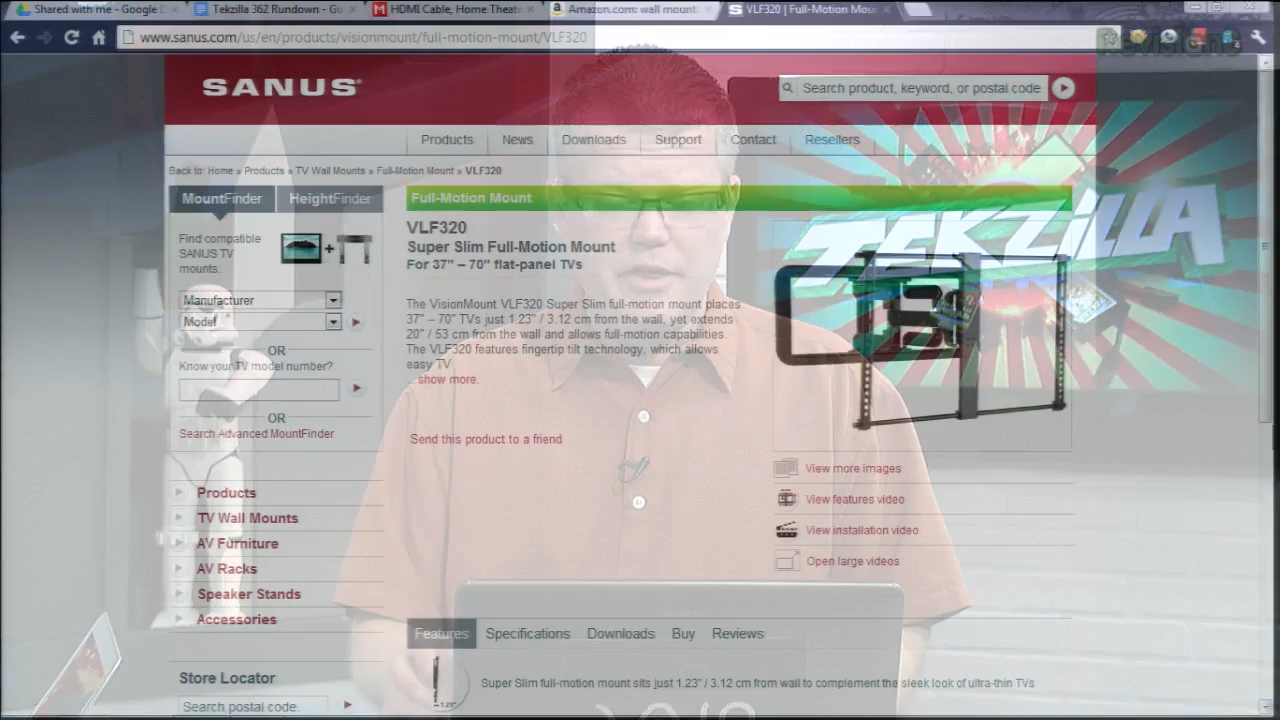 Shared with me - Google D
Tekzilla 362 Rundown - Go
HDMI Cable, Home Theate
Amazon.com: wall mount
VLF320 | Full-Motion Mou
www.sanus.com/us/en/products/visionmount/full-motion-mount/VLF320
Revision3
SANUS
Search product, keyword, or postal code
Products News Downloads Support Contact Resellers
Back to: Home » Products » TV Wall Mounts » Full-Motion Mount » VLF320
MountFinder HeightFinder
Find compatible
SANUS TV
mounts.
Manufacturer
Model
OR
Know your TV model number?
OR
Search Advanced MountFinder
Products
TV Wall Mounts
AV Furniture
AV Racks
Speaker Stands
Accessories
Store Locator
Search postal code.
Full-Motion Mount
VLF320
Super Slim Full-Motion Mount
For 37" – 70" flat-panel TVs
The VisionMount VLF320 Super Slim full-motion mount places
37" – 70" TVs just 1.23" / 3.12 cm from the wall, yet extends
20" / 53 cm from the wall and allows full-motion capabilities.
The VLF320 features fingertip tilt technology, which allows
easy TV
... show more.
Send this product to a friend
TEKZILLA
View more images
View features video
View installation video
Open large videos
Features Specifications Downloads Buy Reviews
1.23"
Super Slim full-motion mount sits just 1.23" / 3.12 cm from wall to complement the sleek look of ultra-thin TVs